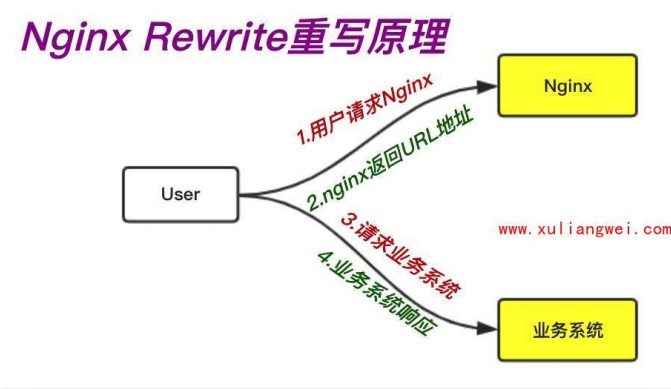 Nginx Rewrite重写原理
Nginx
1.用户请求Nginx
2.nginx返回URL地址
User
www.xuliangwei.com
3.请求业务系统
4.业务系统响应
业务系统